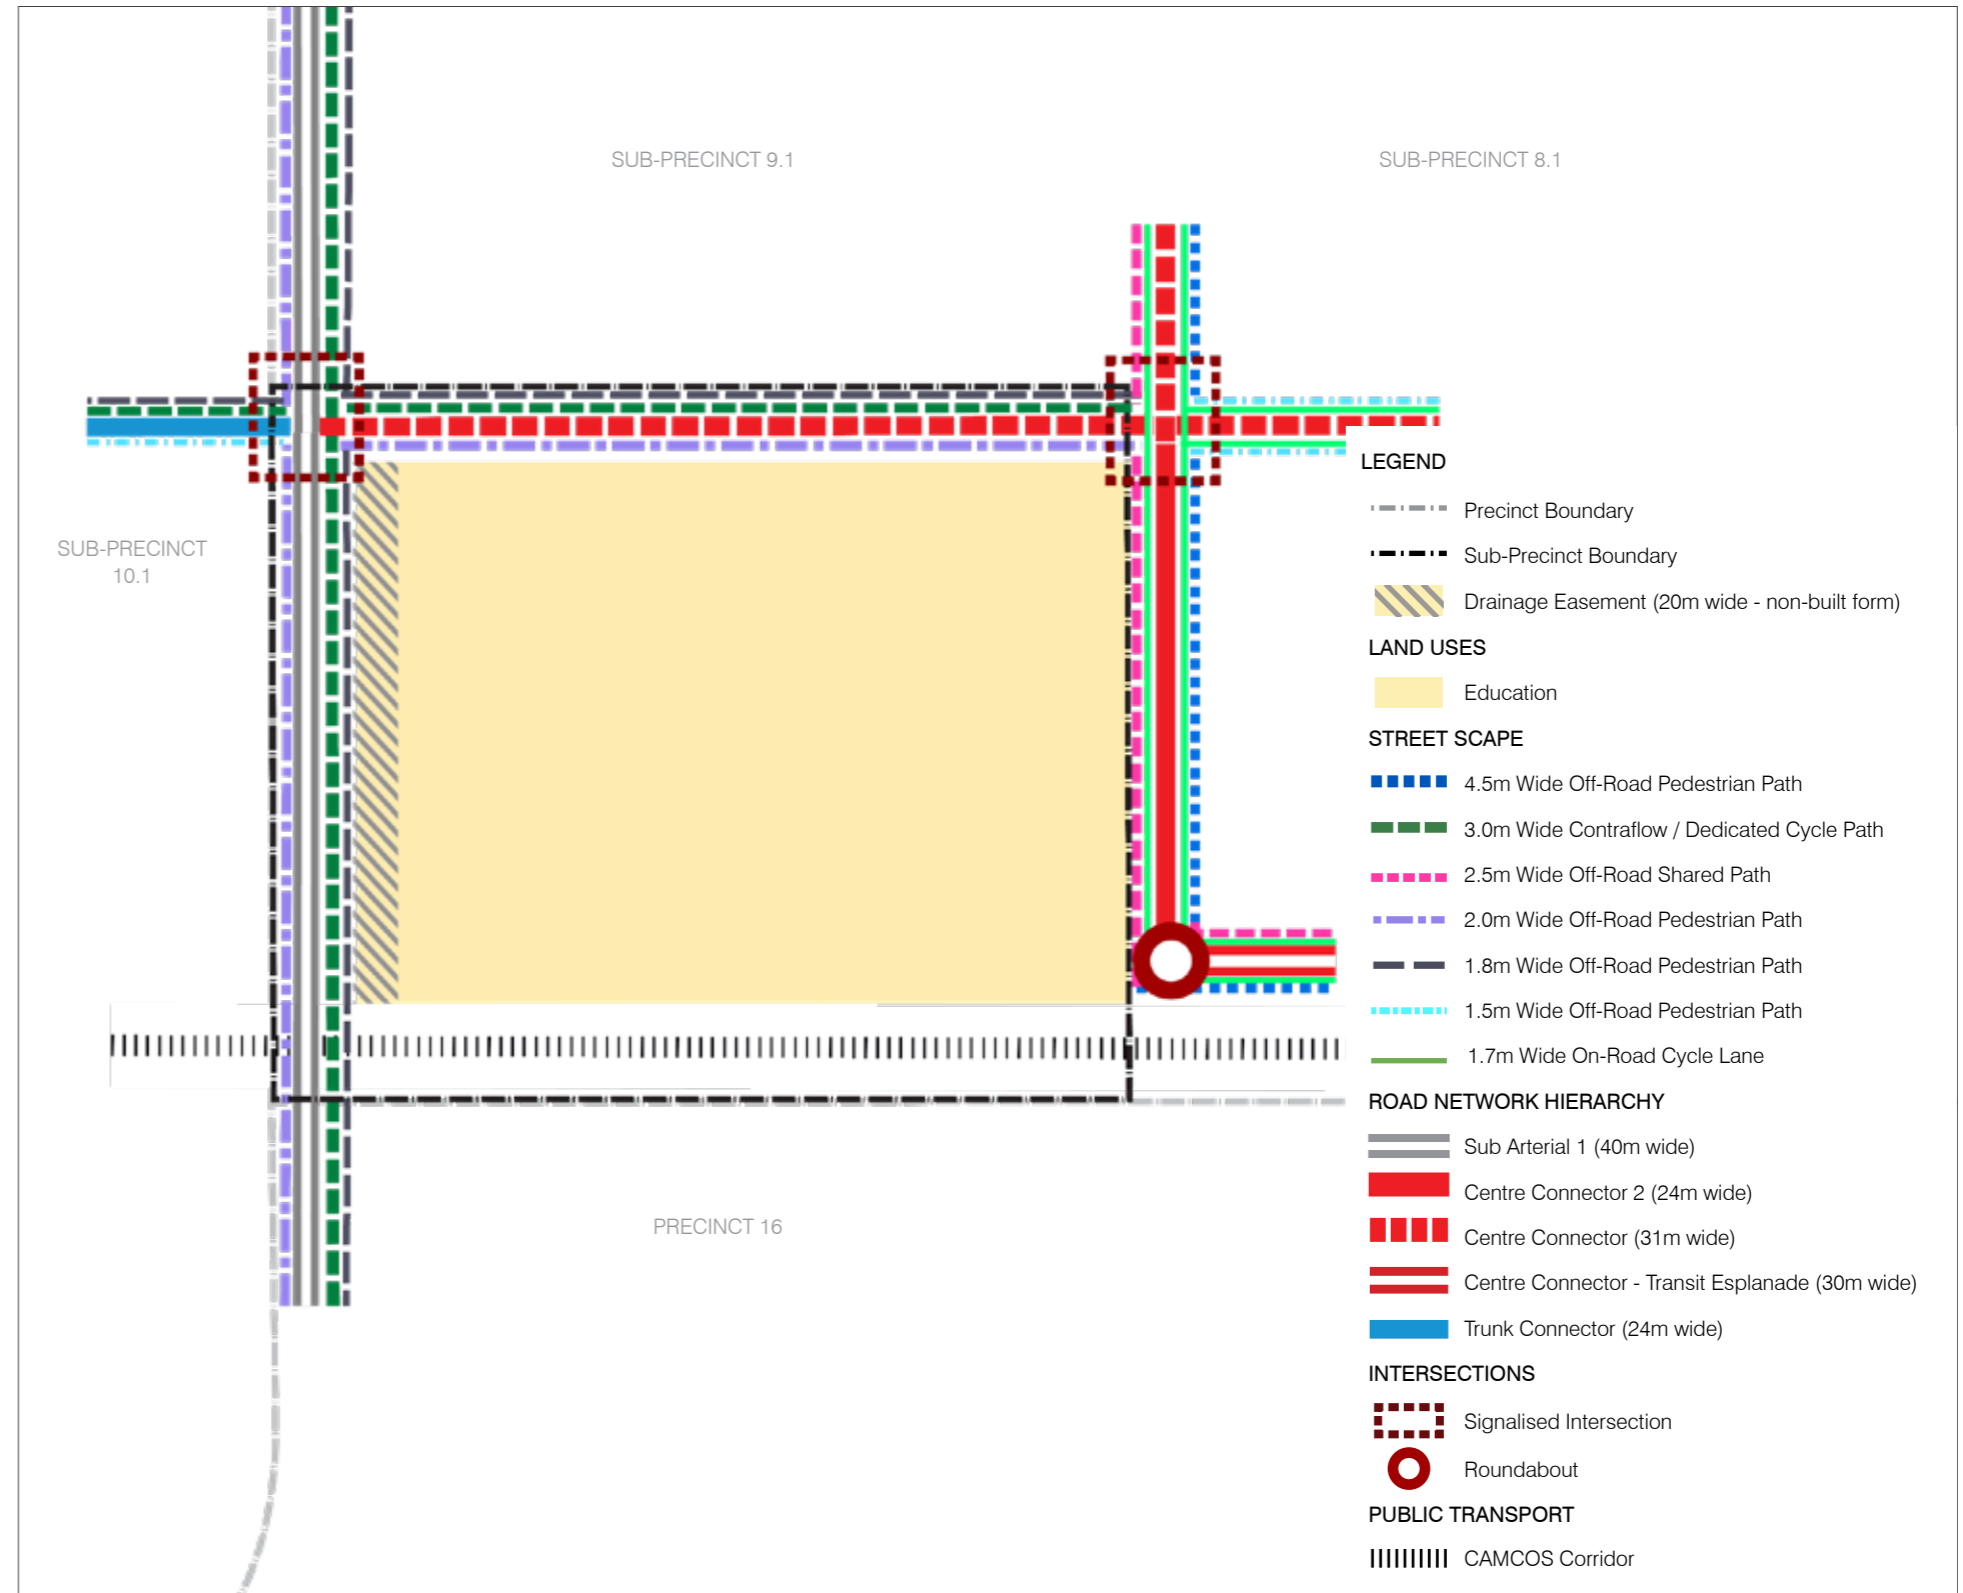 SUB-PRECINCT 9.1
SUB-PRECINCT 8.1
SUB-PRECINCT
10.1
PRECINCT 16
LEGEND
Precinct Boundary
Sub-Precinct Boundary
Drainage Easement (20m wide - non-built form)
LAND USES
Education
STREET SCAPE
4.5m Wide Off-Road Pedestrian Path
3.0m Wide Contraflow / Dedicated Cycle Path
2.5m Wide Off-Road Shared Path
2.0m Wide Off-Road Pedestrian Path
1.8m Wide Off-Road Pedestrian Path
1.5m Wide Off-Road Pedestrian Path
1.7m Wide On-Road Cycle Lane
ROAD NETWORK HIERARCHY
Sub Arterial 1 (40m wide)
Centre Connector 2 (24m wide)
Centre Connector (31m wide)
Centre Connector - Transit Esplanade (30m wide)
Trunk Connector (24m wide)
INTERSECTIONS
Signalised Intersection
Roundabout
PUBLIC TRANSPORT
CAMCOS Corridor